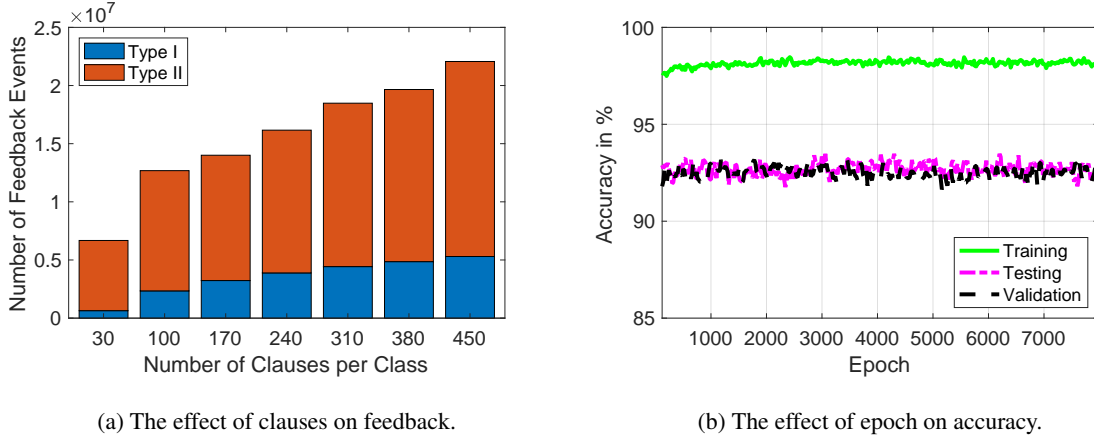 ×10^7
2.5
2
1.5
1
0.5
0
Number of Feedback Events
Type I
Type II
30 100 170 240 310 380 450
Number of Clauses per Class
(a) The effect of clauses on feedback.
100
95
90
85
Accuracy in %
Training
Testing
Validation
1000 2000 3000 4000 5000 6000 7000
Epoch
(b) The effect of epoch on accuracy.